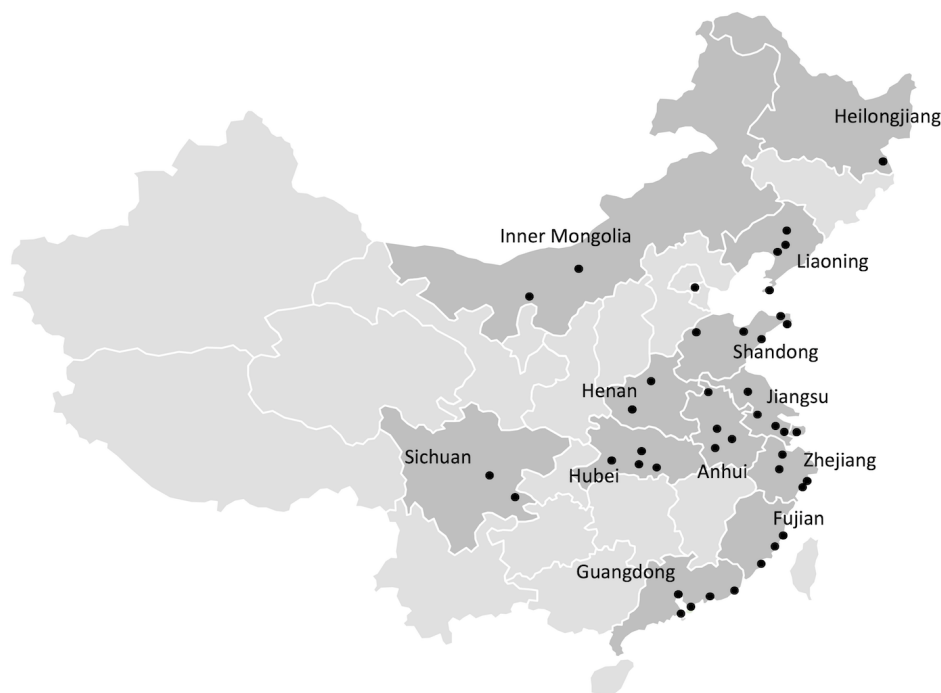 Heilongjiang
Inner Mongolia
Liaoning
Shandong
Henan
Jiangsu
Sichuan
Hubei
Anhui
Zhejiang
Fujian
Guangdong